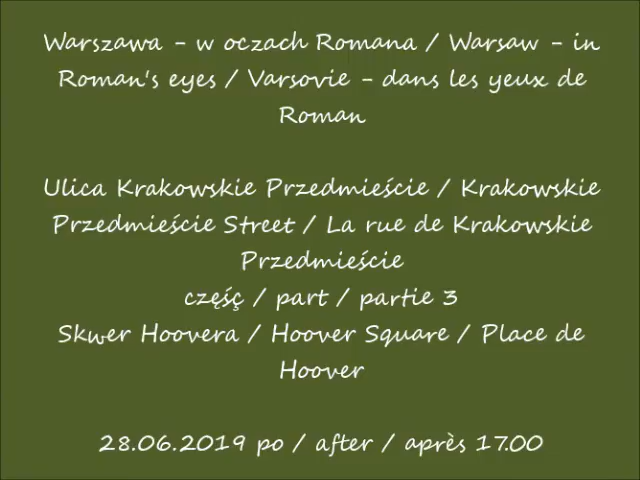 Warszawa - w oczach Romana / Warsaw - in
Roman's eyes / Varsovie - dans les yeux de
Roman
Ulica Krakowskie Przedmieście / Krakowskie
Przedmieście Street / La rue de Krakowskie
Przedmieście
częśç / part / partie 3
Skwer Hoovera / Hoover Square / Place de
Hoover
28.06.2019 po / after / après 17.00